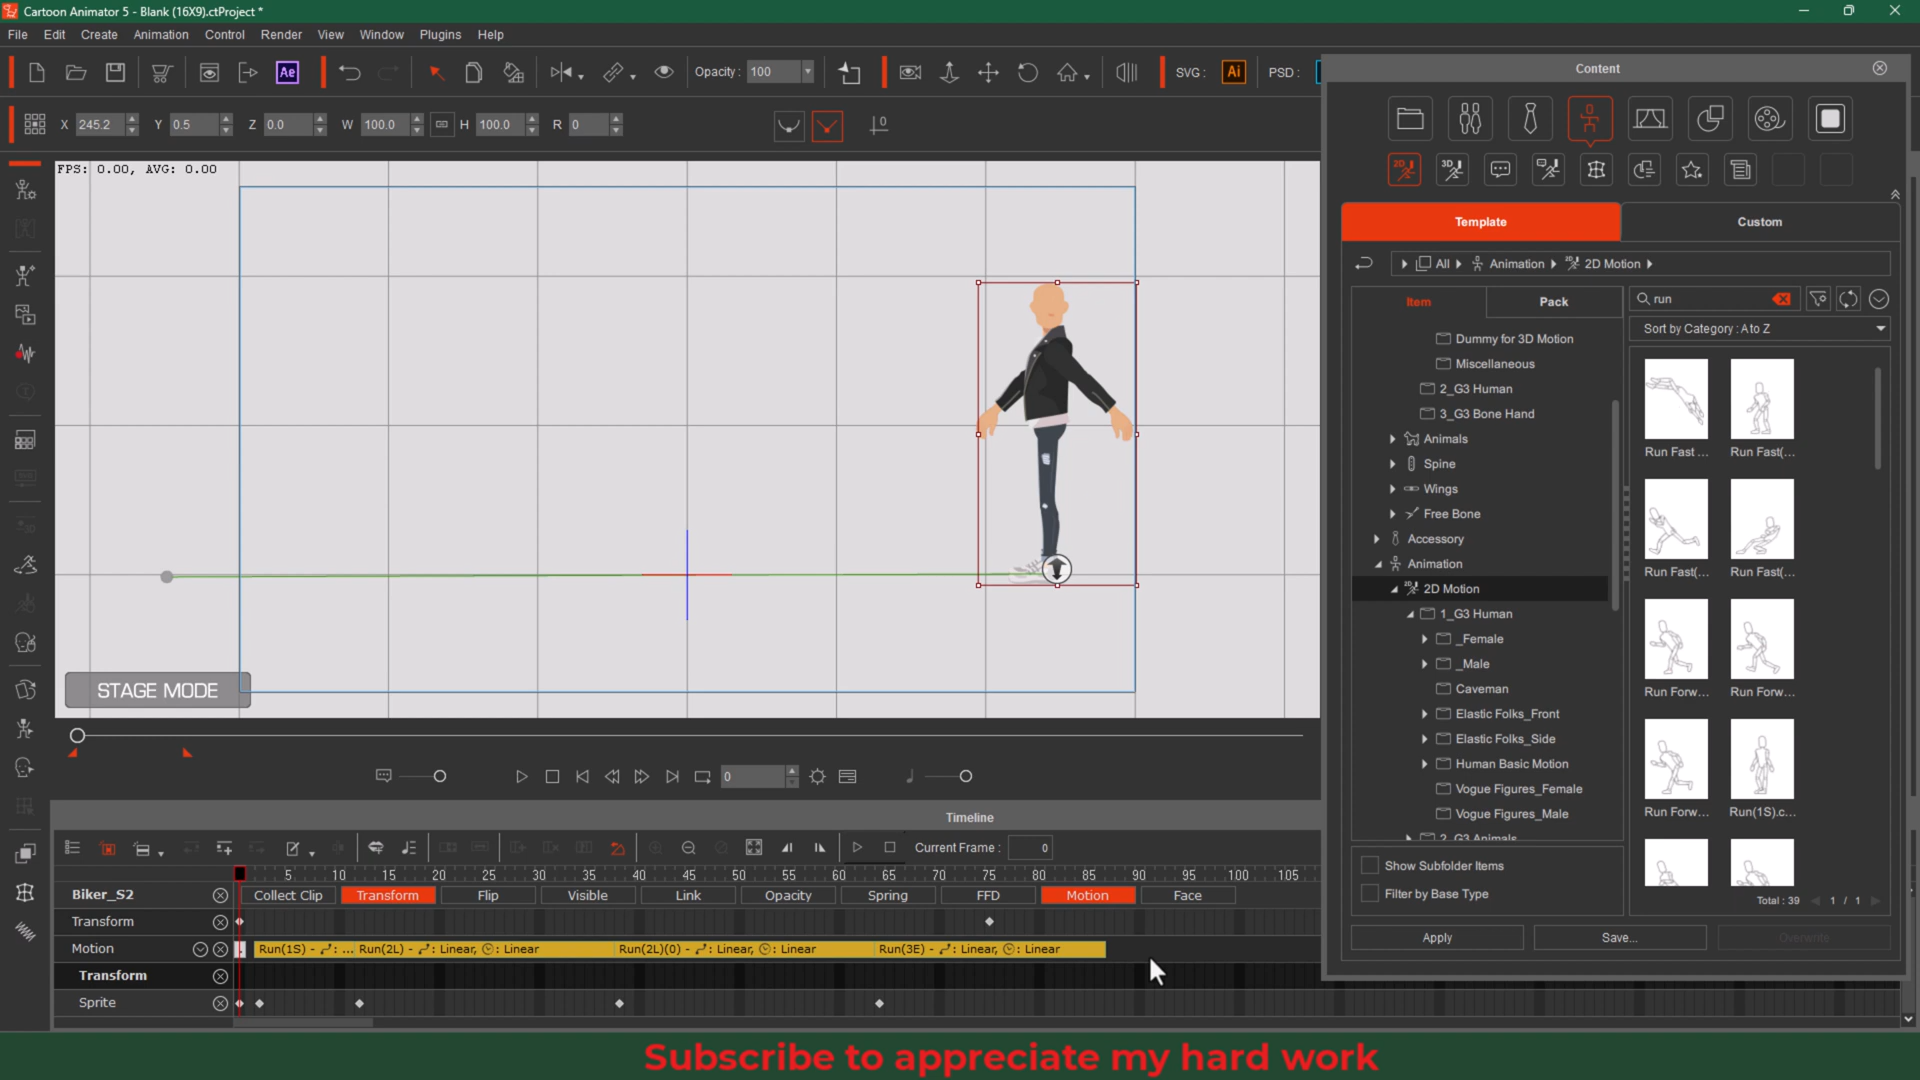 Cartoon Animator 5 - Blank (16X9).ctProject *
File Edit Create Animation Control Render View Window Plugins Help
Ae
Opacity : 100
SVG : Ai PSD :
X 245.2 Y 0.5 Z 0.0 W 100.0 H 100.0 R 0
FPS: 0.00, AVG: 0.00
STAGE MODE
0
Timeline
Current Frame : 0
5 10 15 20 25 30 35 40 45 50 55 60 65 70 75 80 85 90 95 100 105
Biker_S2 Collect Clip Transform Flip Visible Link Opacity Spring FFD Motion Face
Transform
Motion Run(1S) - : ... Run(2L) - : Linear, : Linear Run(2L)(0) - : Linear, : Linear Run(3E) - : Linear, : Linear
Transform
Sprite
Content
2D 3D
Template Custom
All Animation 2D Motion
Item Pack
run
Sort by Category : A to Z
Dummy for 3D Motion
Miscellaneous
2_G3 Human
3_G3 Bone Hand
Animals
Spine
Wings
Free Bone
Accessory
Animation
2D Motion
1_G3 Human
_Female
_Male
Caveman
Elastic Folks_Front
Elastic Folks_Side
Human Basic Motion
Vogue Figures_Female
Vogue Figures_Male
2_G3 Animals
Run Fast ... Run Fast(...
Run Fast(... Run Fast(...
Run Forw... Run Forw...
Run Forw... Run(1S).c...
Show Subfolder Items
Filter by Base Type
Total : 39 1 / 1
Apply Save... Overwrite
Subscribe to appreciate my hard work